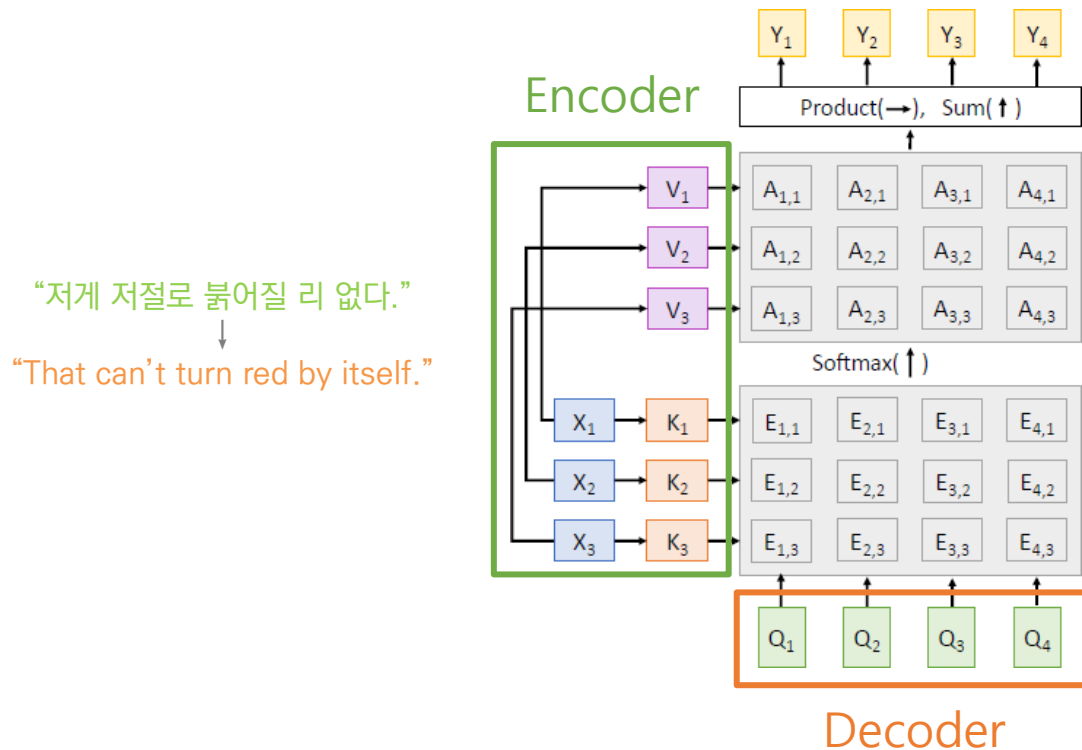 Y1 Y2 Y3 Y4
Encoder
Product(→), Sum(↑)
V1 A1,1 A2,1 A3,1 A4,1
V2 A1,2 A2,2 A3,2 A4,2
“저게 저절로 붉어질 리 없다.”
V3 A1,3 A2,3 A3,3 A4,3
“That can’t turn red by itself.”
Softmax(↑)
X1 K1 E1,1 E2,1 E3,1 E4,1
X2 K2 E1,2 E2,2 E3,2 E4,2
X3 K3 E1,3 E2,3 E3,3 E4,3
Q1 Q2 Q3 Q4
Decoder